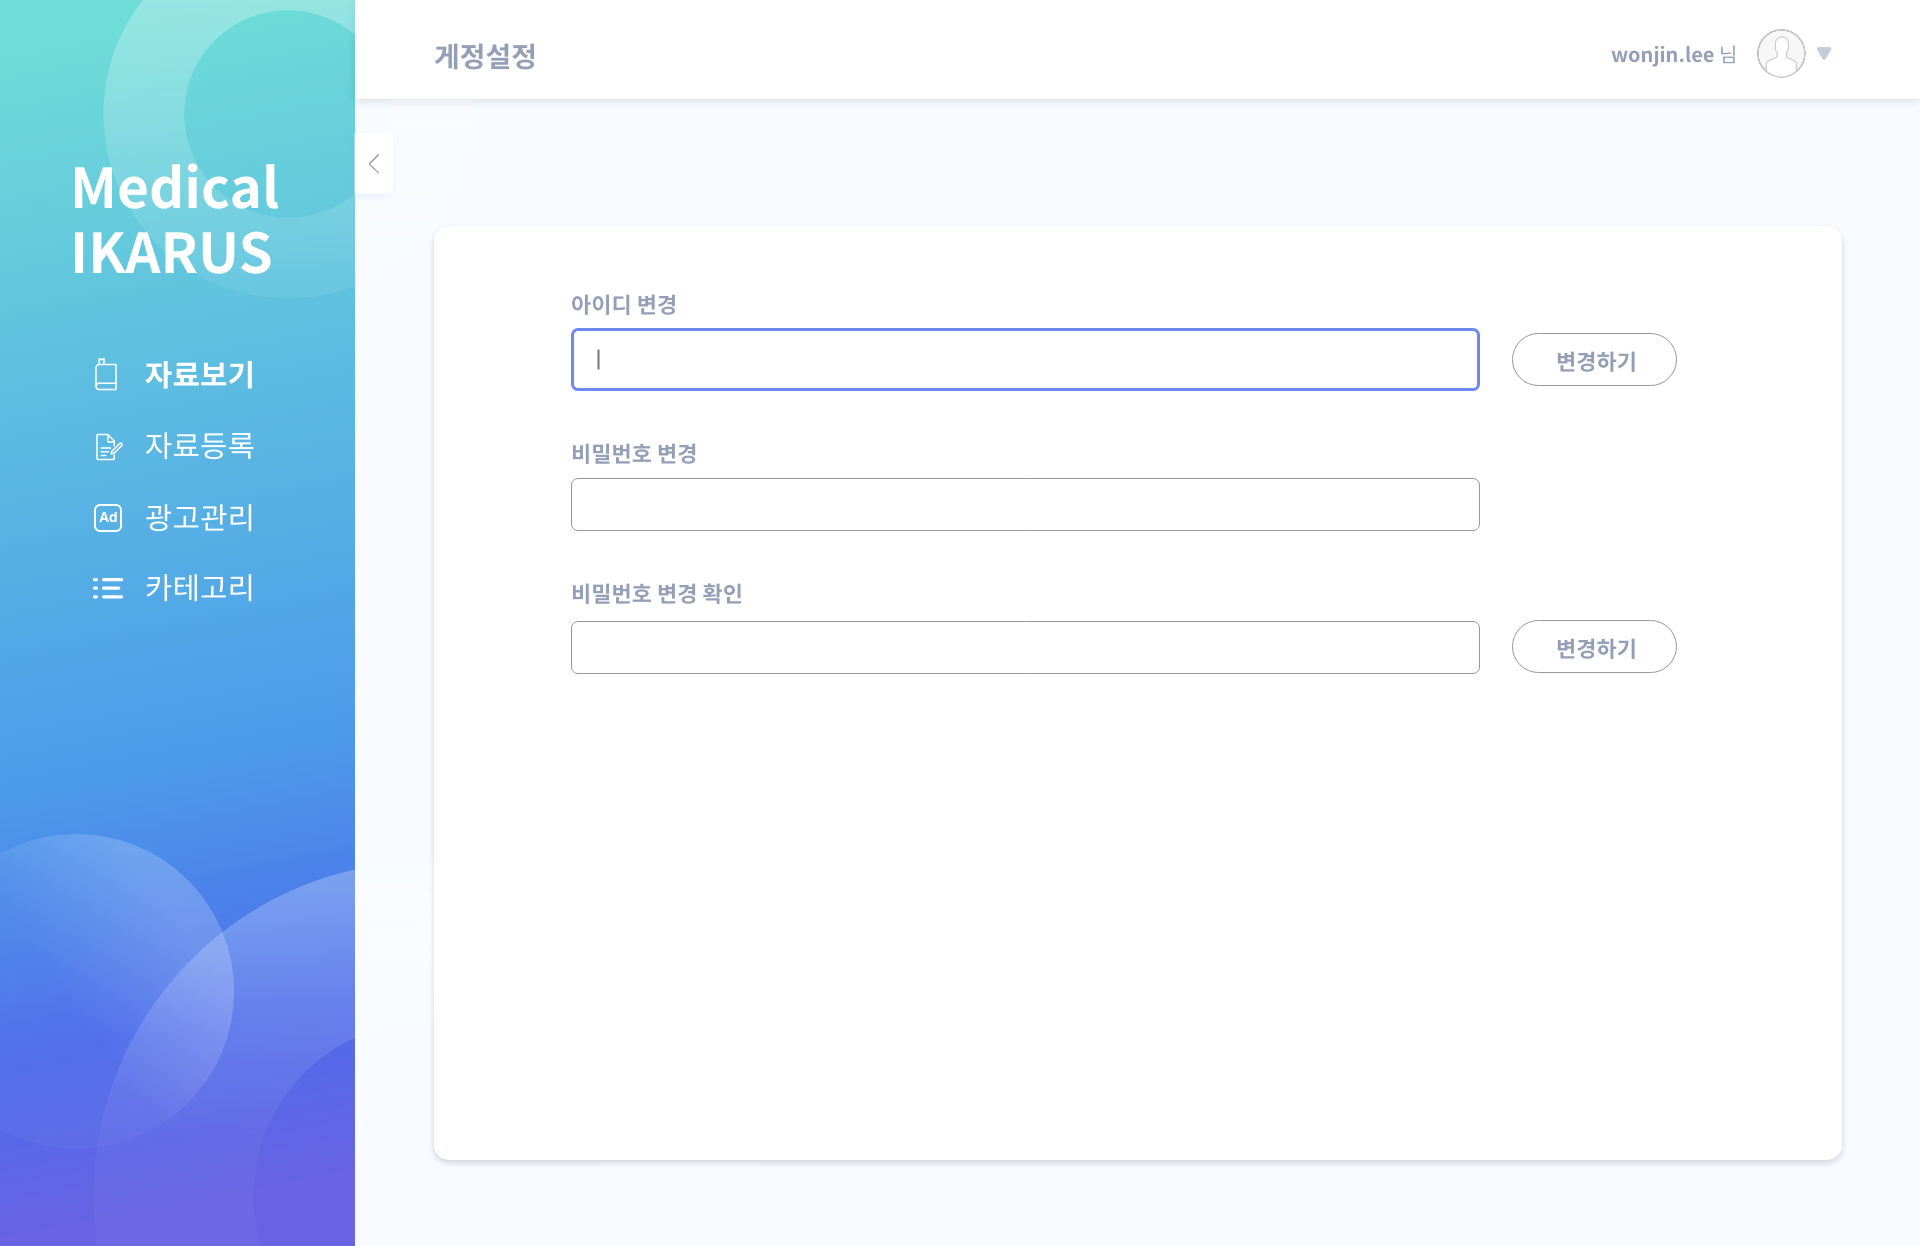 게정설정
wonjin.lee 님
Medical
IKARUS
자료보기
자료등록
Ad
광고관리
카테고리
아이디 변경
변경하기
비밀번호 변경
비밀번호 변경 확인
변경하기